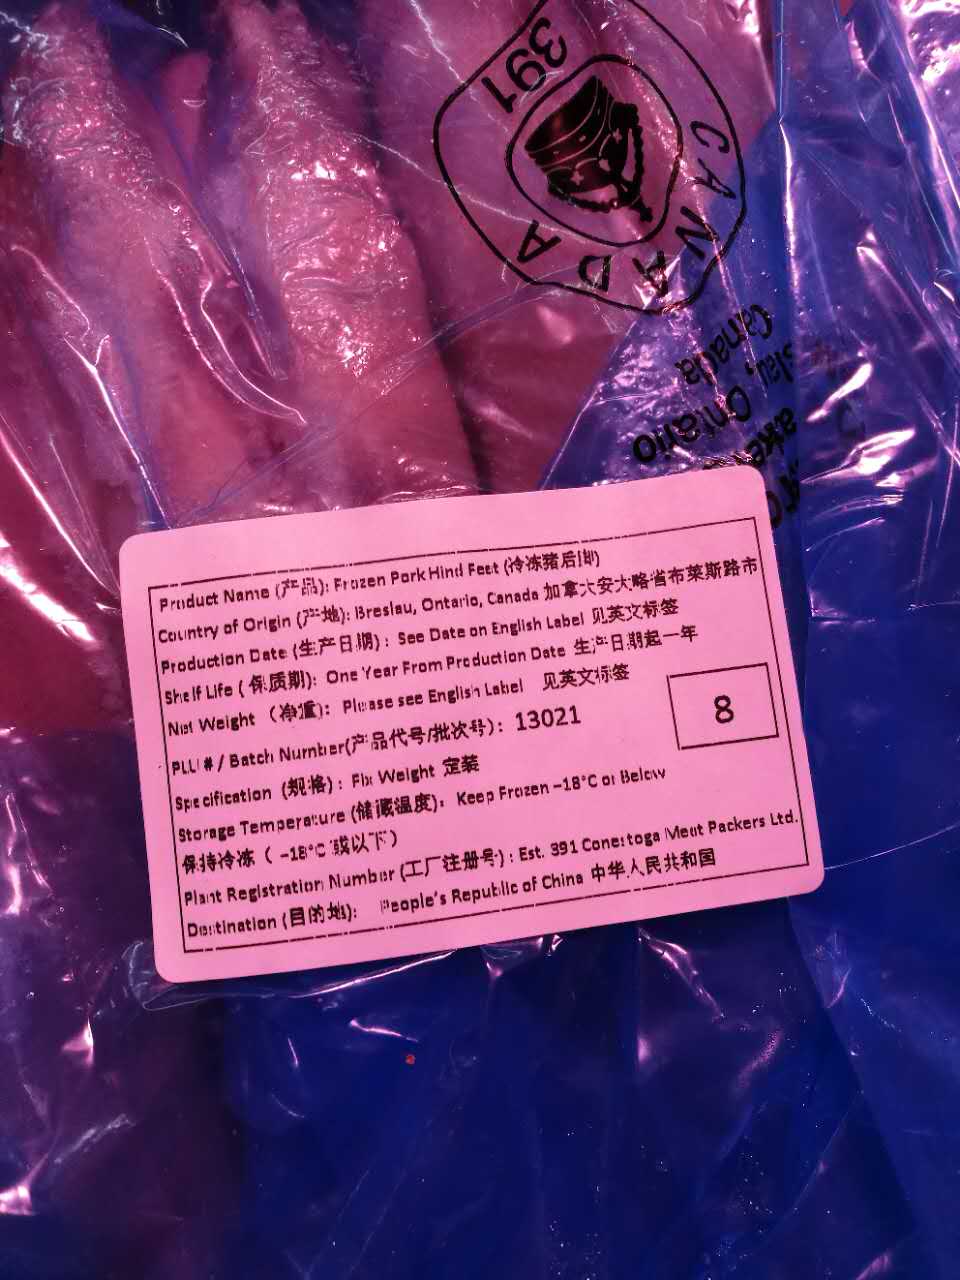 391
CANADA
Ontario
Canada
Product Name (产品): Frozen Pork Hind Feet (冷冻猪后脚)
Country of Origin (产地): Breslau, Ontario, Canada 加拿大安大略省布莱斯路市
Production Date (生产日期): See Date on English Label 见英文标签
Shelf Life (保质期): One Year From Production Date 生产日期起一年
Net Weight (净重): Please see English Label 见英文标签
PLU # / Batch Number(产品代号/批次号): 13021
8
Specification (规格): Fix Weight 定装
Storage Temperature (储藏温度): Keep Frozen -18°C or Below
保持冷冻 ( -18°C 或以下)
Plant Registration Number (工厂注册号) : Est. 391 Conestoga Meat Packers Ltd.
Destination (目的地): People's Republic of China 中华人民共和国